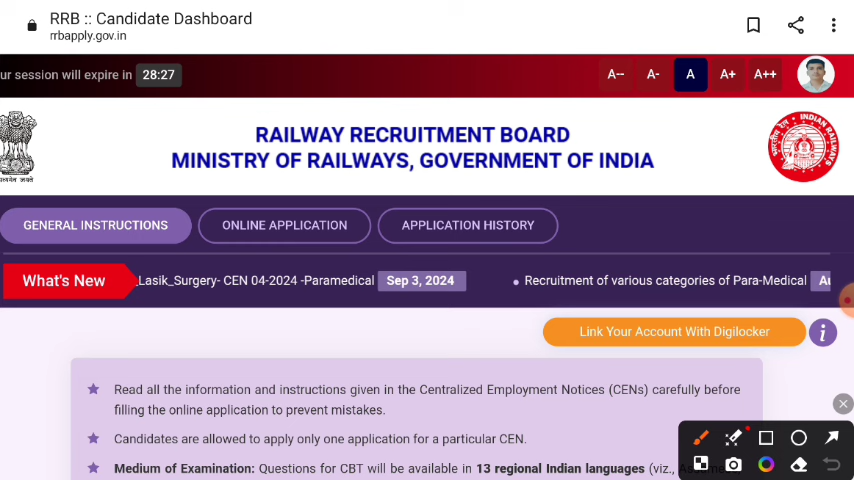 RRB :: Candidate Dashboard
rrbapply.gov.in
ur session will expire in 28:27
A-- A- A A+ A++
RAILWAY RECRUITMENT BOARD
MINISTRY OF RAILWAYS, GOVERNMENT OF INDIA
GENERAL INSTRUCTIONS ONLINE APPLICATION APPLICATION HISTORY
What's New _Lasik_Surgery- CEN 04-2024 -Paramedical Sep 3, 2024 • Recruitment of various categories of Para-Medical Au
Link Your Account With Digilocker i
Read all the information and instructions given in the Centralized Employment Notices (CENs) carefully before
filling the online application to prevent mistakes.
Candidates are allowed to apply only one application for a particular CEN.
Medium of Examination: Questions for CBT will be available in 13 regional Indian languages (viz.,